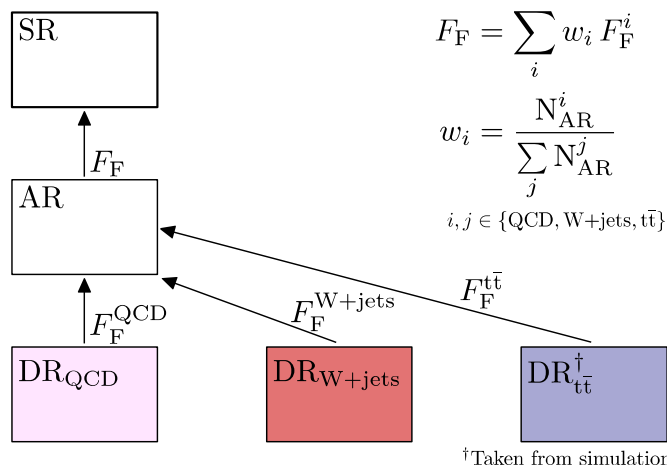 SR
F_F = ∑_i w_i F_F^i
w_i = N_AR^i / ∑_j N_AR^j
i, j ∈ {QCD, W+jets, tt̄}
F_F
AR
F_F^QCD
F_F^W+jets
F_F^tt̄
DR_QCD
DR_W+jets
DR_tt̄^†
†Taken from simulation